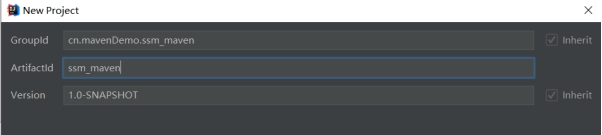 New Project
GroupId cn.mavenDemo.ssm_maven Inherit
ArtifactId ssm_maven
Version 1.0-SNAPSHOT Inherit